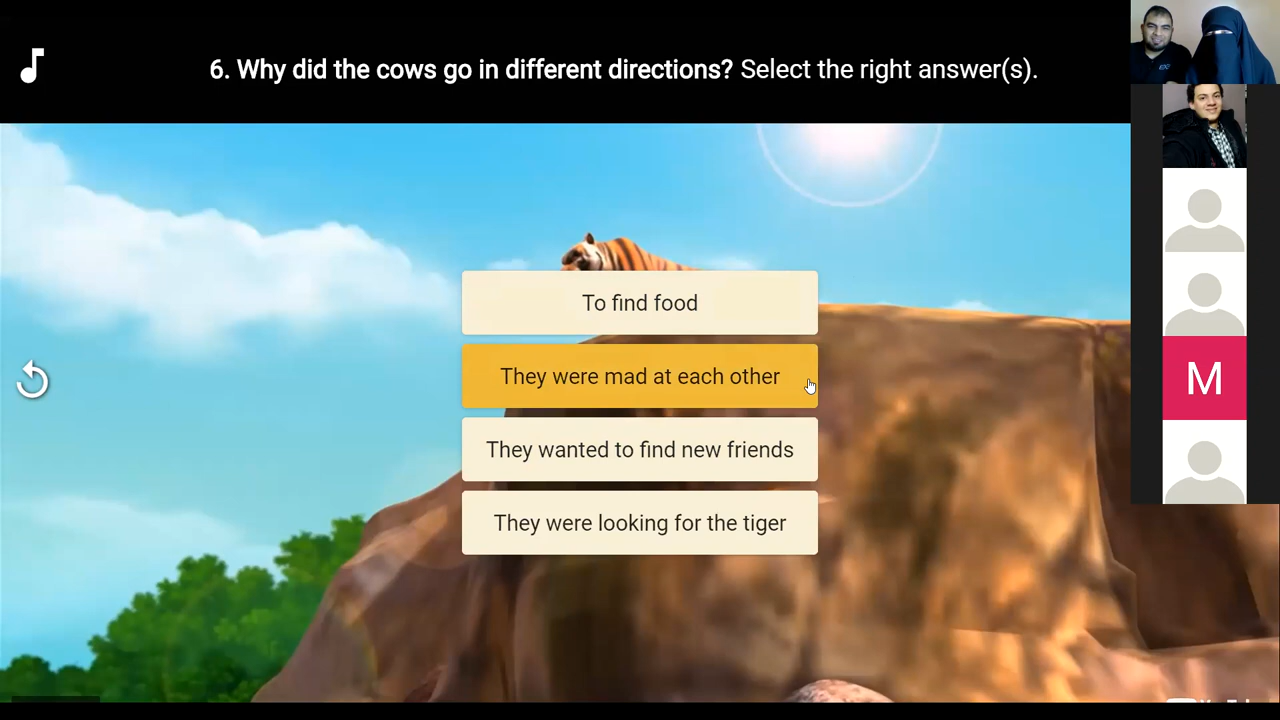 6. Why did the cows go in different directions? Select the right answer(s).
To find food
They were mad at each other
They wanted to find new friends
They were looking for the tiger
M